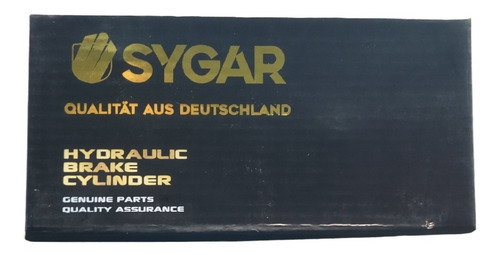 SYGAR
QUALITÄT AUS DEUTSCHLAND
HYDRAULIC
BRAKE
CYLINDER
GENUINE PARTS
QUALITY ASSURANCE